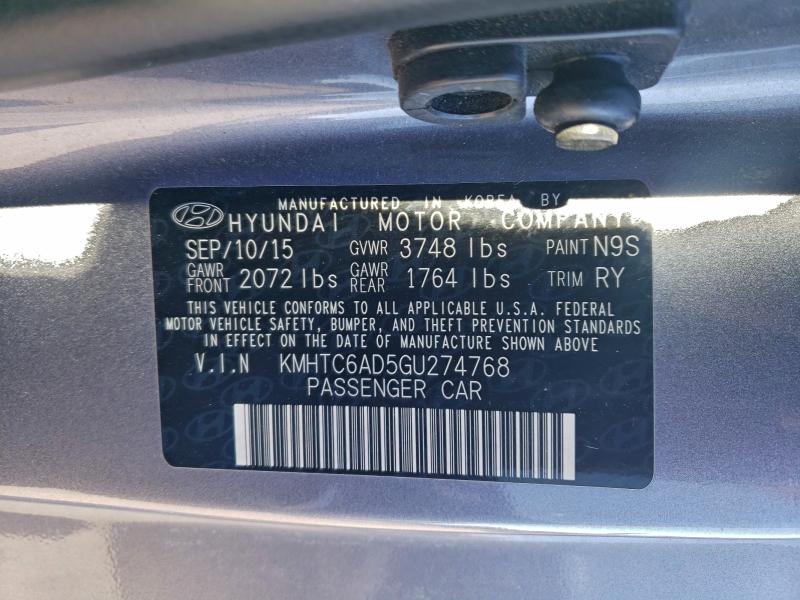 MANUFACTURED IN KOREA BY
HYUNDAI MOTOR COMPANY
SEP/10/15 GVWR 3748 lbs PAINT N9S
GAWR FRONT 2072 lbs GAWR REAR 1764 lbs TRIM RY
THIS VEHICLE CONFORMS TO ALL APPLICABLE U.S.A. FEDERAL
MOTOR VEHICLE SAFETY, BUMPER, AND THEFT PREVENTION STANDARDS
IN EFFECT ON THE DATE OF MANUFACTURE SHOWN ABOVE.
V.I.N KMHTC6AD5GU274768
PASSENGER CAR